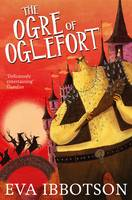 THE
OGRE OF
OGLEFORT
'Deliciously
entertaining'
Guardian
EVA IBBOTSON